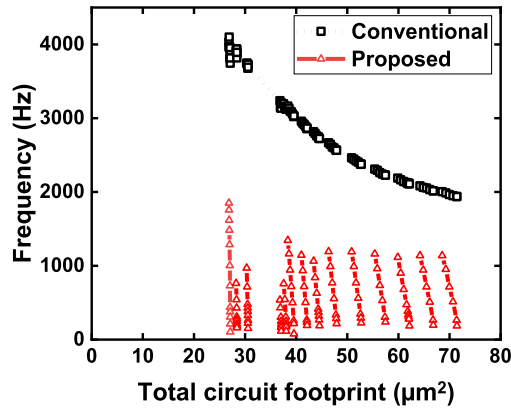 Conventional
Proposed
4000
3000
2000
1000
0
Frequency (Hz)
0 10 20 30 40 50 60 70 80
Total circuit footprint (µm²)